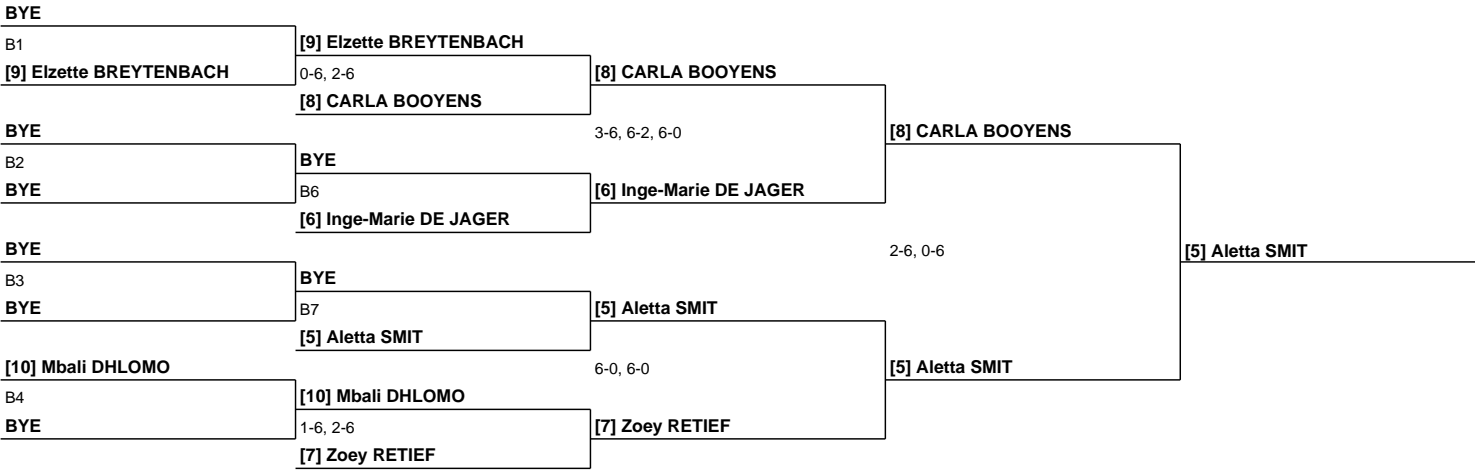 BYE
B1
[9] Elzette BREYTENBACH
[9] Elzette BREYTENBACH
0-6, 2-6
[8] CARLA BOOYENS
[8] CARLA BOOYENS
BYE
B2
BYE
BYE
B6
[6] Inge-Marie DE JAGER
3-6, 6-2, 6-0
[6] Inge-Marie DE JAGER
[8] CARLA BOOYENS
BYE
B3
BYE
BYE
B7
[5] Aletta SMIT
[5] Aletta SMIT
[10] Mbali DHLOMO
B4
BYE
[10] Mbali DHLOMO
1-6, 2-6
[7] Zoey RETIEF
6-0, 6-0
[7] Zoey RETIEF
[5] Aletta SMIT
2-6, 0-6
[5] Aletta SMIT